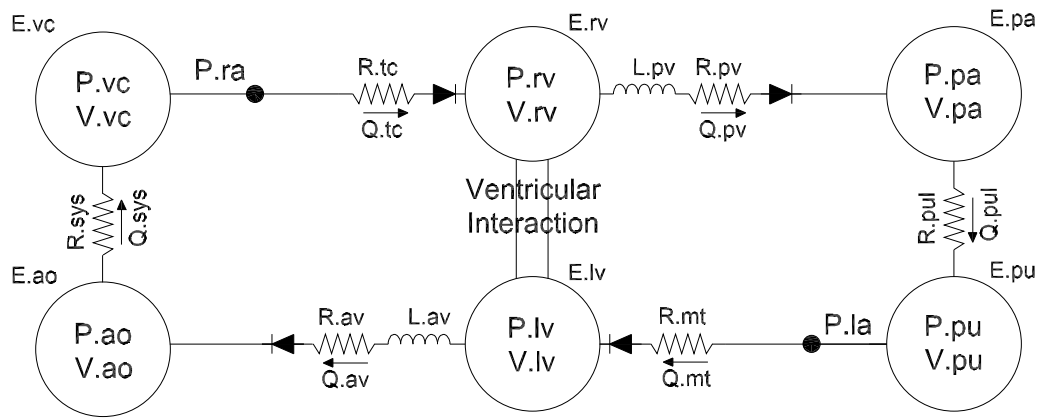 E.vc
P.vc
V.vc
P.ra
R.tc
Q.tc
E.rv
P.rv
V.rv
L.pv
R.pv
Q.pv
E.pa
P.pa
V.pa
R.sys
Q.sys
Ventricular
Interaction
R.pul
Q.pul
E.ao
P.ao
V.ao
R.av
Q.av
L.av
E.lv
P.lv
V.lv
R.mt
Q.mt
P.la
E.pu
P.pu
V.pu